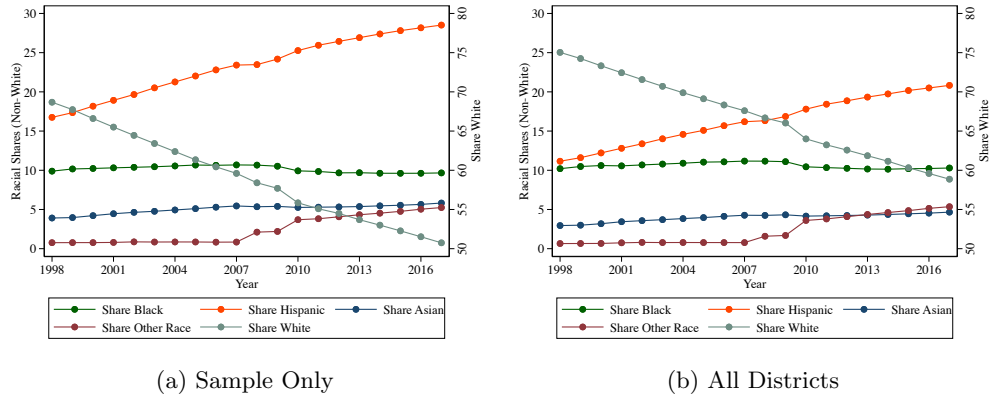 30
25
20
15
10
5
0
Racial Shares (Non-White)
80
75
70
65
60
55
50
Share White
1998 2001 2004 2007 2010 2013 2016
Year
Share Black Share Hispanic Share Asian
Share Other Race Share White
(a) Sample Only
30
25
20
15
10
5
0
Racial Shares (Non-White)
80
75
70
65
60
55
50
Share White
1998 2001 2004 2007 2010 2013 2016
Year
Share Black Share Hispanic Share Asian
Share Other Race Share White
(b) All Districts